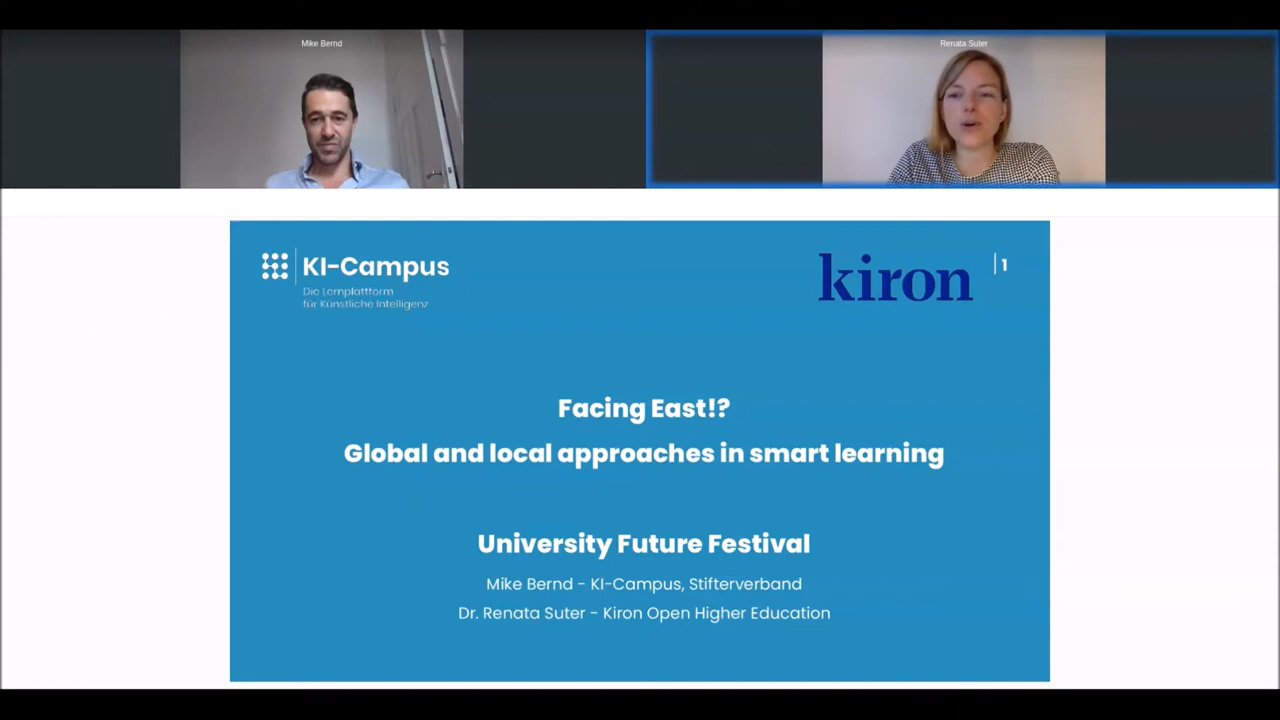 Mike Bernd
Renata Suter
KI-Campus
Die Lernplattform
für Künstliche Intelligenz
kiron
1
Facing East!?
Global and local approaches in smart learning
University Future Festival
Mike Bernd - KI-Campus, Stifterverband
Dr. Renata Suter - Kiron Open Higher Education